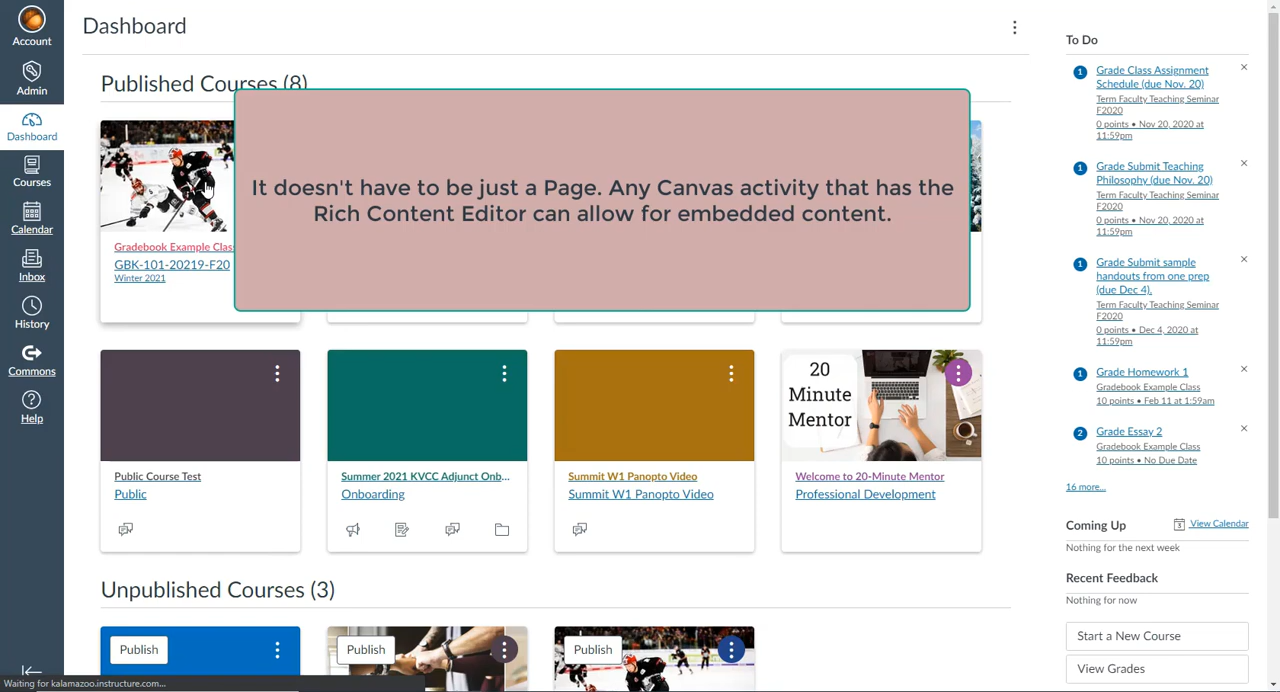 Account
Admin
Dashboard
Courses
Calendar
Inbox
History
Commons
Help
Dashboard
Published Courses (8)
It doesn't have to be just a Page. Any Canvas activity that has the
Rich Content Editor can allow for embedded content.
Gradebook Example Clas
GBK-101-20219-F20
Winter 2021
20
Minute
Mentor
Public Course Test
Public
Summer 2021 KVCC Adjunct Onb...
Onboarding
Summit W1 Panopto Video
Summit W1 Panopto Video
Welcome to 20-Minute Mentor
Professional Development
Unpublished Courses (3)
Publish
Publish
Publish
To Do
1
Grade Class Assignment
Schedule (due Nov. 20)
Term Faculty Teaching Seminar
F2020
0 points • Nov 20, 2020 at
11:59pm
1
Grade Submit Teaching
Philosophy (due Nov. 20)
Term Faculty Teaching Seminar
F2020
0 points • Nov 20, 2020 at
11:59pm
1
Grade Submit sample
handouts from one prep
(due Dec 4).
Term Faculty Teaching Seminar
F2020
0 points • Dec 4, 2020 at
11:59pm
1
Grade Homework 1
Gradebook Example Class
10 points • Feb 11 at 1:59am
2
Grade Essay 2
Gradebook Example Class
10 points • No Due Date
16 more...
Coming Up
View Calendar
Nothing for the next week
Recent Feedback
Nothing for now
Start a New Course
View Grades
Waiting for kalamazoo.instructure.com...